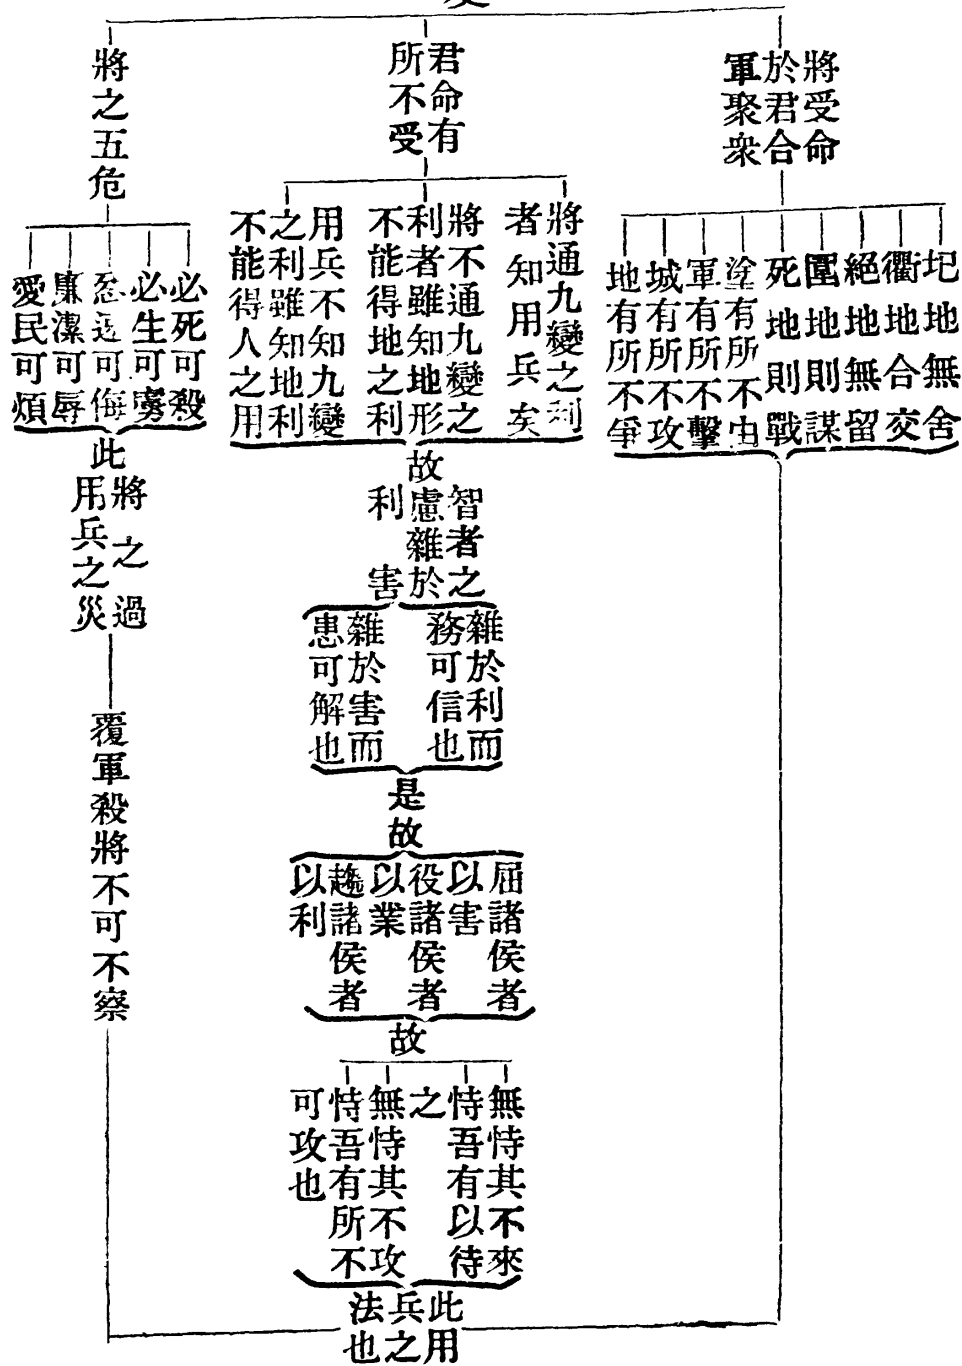 將受命
於君合
軍聚衆
圮地無舍
衢地合交
絕地無留
圍地則謀
死地則戰
塗有所不由
軍有所不擊
城有所不攻
地有所不爭
君命有
所不受
將通九變之利
者知用兵矣
將不通九變之
利者雖知地形
不能得地之利
用兵不知九變
之利雖知地利
不能得人之用
故
智者之
慮雜於
利害
雜於利而
務可信也
雜於害而
患可解也
是故
屈諸侯者
以害
役諸侯者
以業
趨諸侯者
以利
故
無恃其不來
恃吾有以待
之
無恃其不攻
恃吾有所不
可攻也
此用
兵之
法也
將之五危
必死可殺
必生可虜
忿速可侮
廉潔可辱
愛民可煩
此
將之過
用兵之災
覆軍殺將不可不察